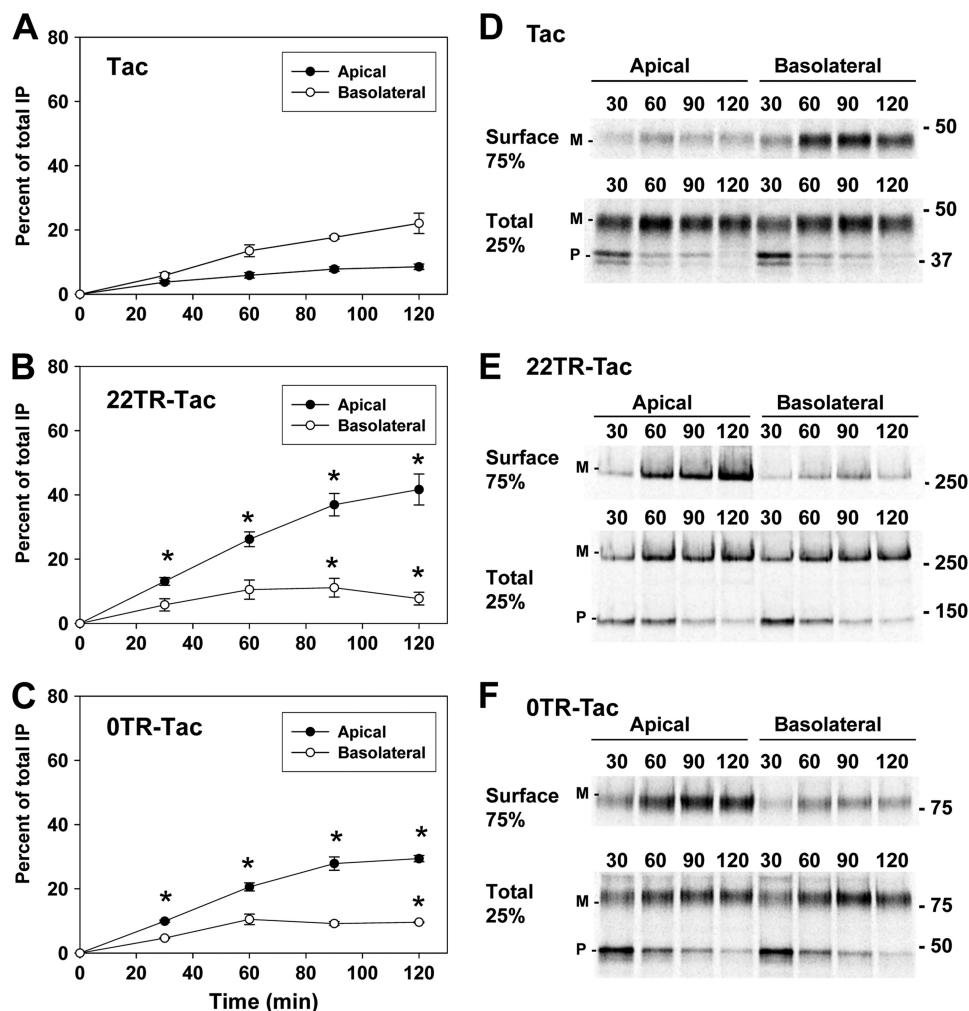 A
Tac
Apical
Basolateral
Percent of total IP
80
60
40
20
0
0 20 40 60 80 100 120
B
22TR-Tac
Apical
Basolateral
Percent of total IP
80
60
40
20
0
* * * *
* *
0 20 40 60 80 100 120
C
0TR-Tac
Apical
Basolateral
Percent of total IP
80
60
40
20
0
* * * *
*
0 20 40 60 80 100 120
Time (min)
D
Tac
Apical Basolateral
30 60 90 120 30 60 90 120
Surface
75%
M -
- 50
30 60 90 120 30 60 90 120
Total
25%
M -
P -
- 50
- 37
E
22TR-Tac
Apical Basolateral
30 60 90 120 30 60 90 120
Surface
75%
M -
- 250
30 60 90 120 30 60 90 120
Total
25%
M -
P -
- 250
- 150
F
0TR-Tac
Apical Basolateral
30 60 90 120 30 60 90 120
Surface
75%
M -
- 75
30 60 90 120 30 60 90 120
Total
25%
M -
P -
- 75
- 50